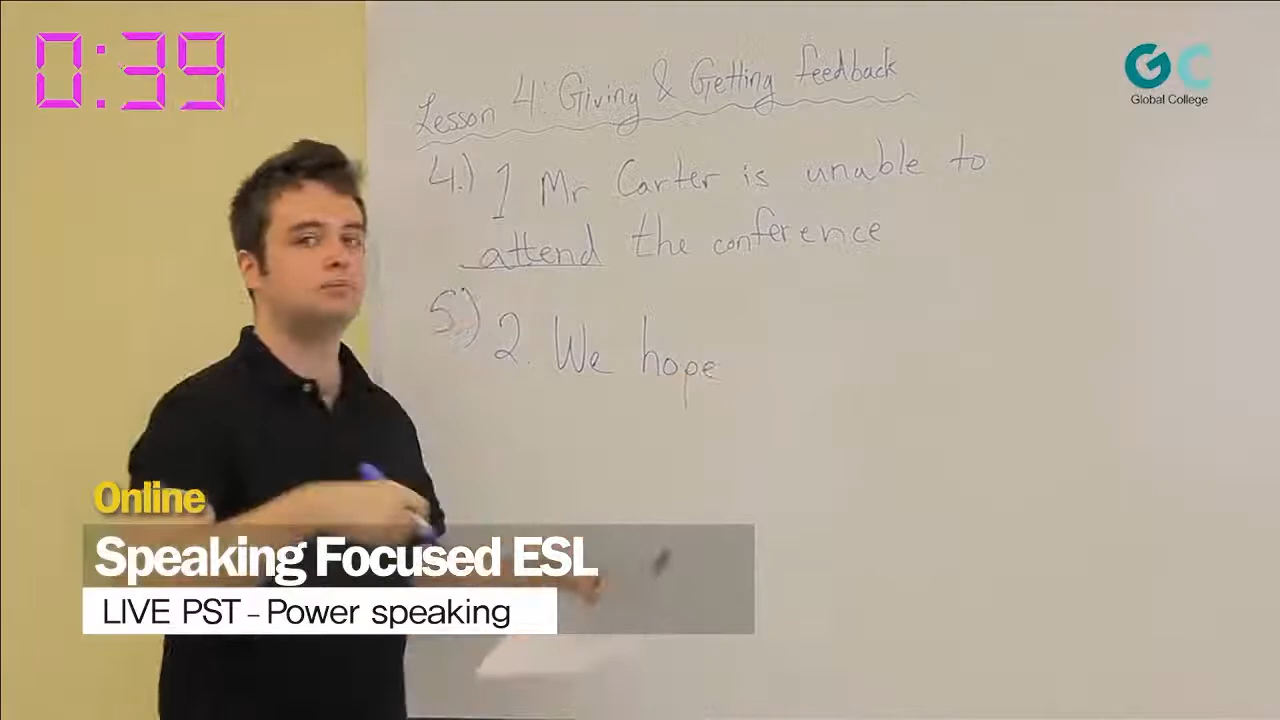 0:39
GC
Global College
Lesson 4: Giving & Getting feedback
4.) 1 Mr Carter is unable to
attend the conference
5.) 2. We hope
Online
Speaking Focused ESL
LIVE PST – Power speaking